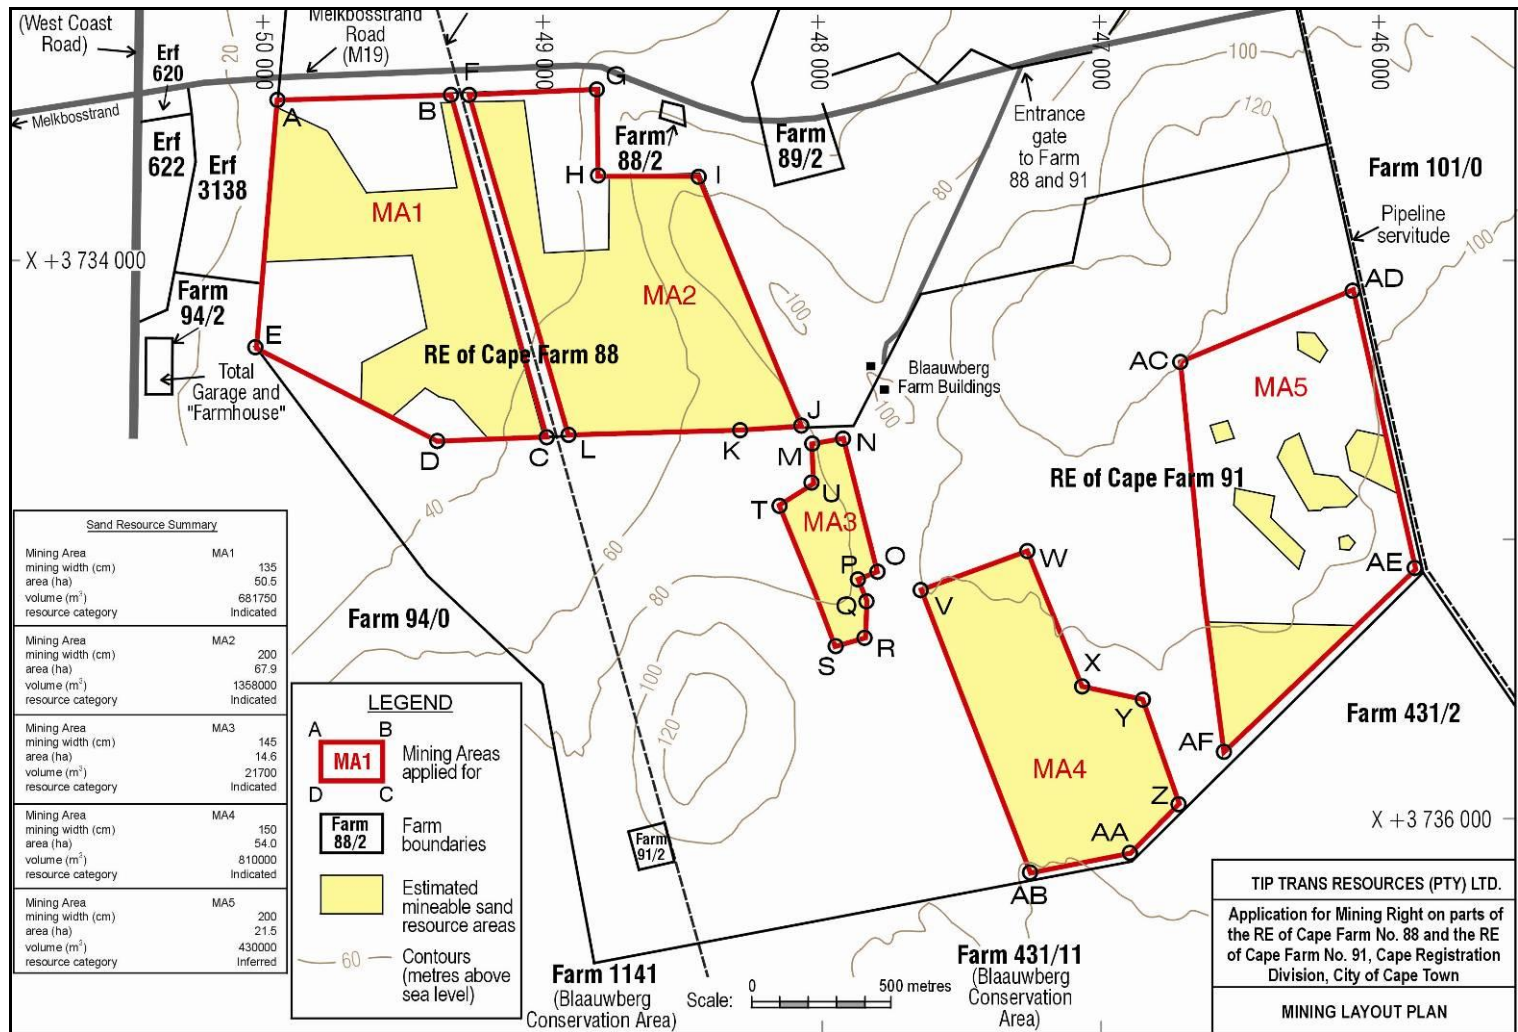 (West Coast
Road)
Melkbosstrand
Road
(M19)
+50 000
+49 000
+48 000
+47 000
+46 000
20
100
120
Erf
620
Melkbosstrand
Erf
622
Erf
3138
A
B
F
G
Farm
88/2
H
I
Farm
89/2
80
Entrance
gate
to Farm
88 and 91
Farm 101/0
Pipeline
servitude
100
MA1
X +3 734 000
Farm
94/2
MA2
100
AD
E
RE of Cape Farm 88
Total
Garage and
"Farmhouse"
Blaauwberg
Farm Buildings
100
AC
MA5
J
D
C
L
K
M
N
RE of Cape Farm 91
T
U
MA3
40
60
80
P
O
Q
W
V
AE
Farm 94/0
S
R
X
Y
100
120
AF
Farm 431/2
MA4
Z
X +3 736 000
AA
AB
Farm
91/2
Sand Resource Summary
Mining Area MA1
mining width (cm) 135
area (ha) 50.5
volume (m³) 681750
resource category Indicated
Mining Area MA2
mining width (cm) 200
area (ha) 67.9
volume (m³) 1358000
resource category Indicated
Mining Area MA3
mining width (cm) 145
area (ha) 14.6
volume (m³) 21700
resource category Indicated
Mining Area MA4
mining width (cm) 150
area (ha) 54.0
volume (m³) 810000
resource category Indicated
Mining Area MA5
mining width (cm) 200
area (ha) 21.5
volume (m³) 430000
resource category Inferred
LEGEND
A B
MA1
D C
Mining Areas
applied for
Farm
88/2
Farm
boundaries
Estimated
mineable sand
resource areas
60
Contours
(metres above
sea level)
Farm 1141
(Blaauwberg
Conservation Area)
Scale: 0 500 metres
Farm 431/11
(Blaauwberg
Conservation
Area)
TIP TRANS RESOURCES (PTY) LTD.
Application for Mining Right on parts of
the RE of Cape Farm No. 88 and the RE
of Cape Farm No. 91, Cape Registration
Division, City of Cape Town
MINING LAYOUT PLAN